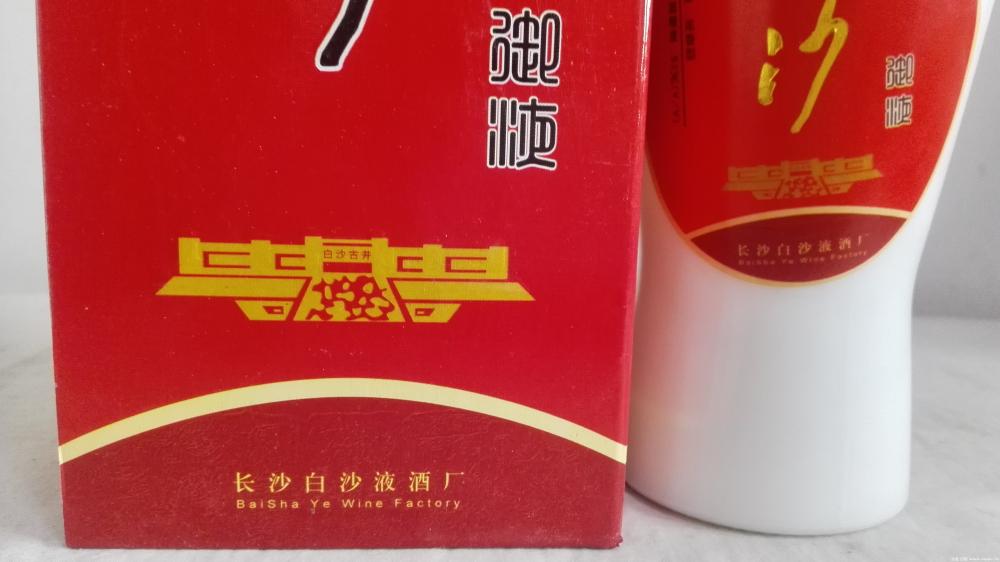 御液
白沙古井
长沙白沙液酒厂
BaiSha Ye Wine Factory
沙
御液
长沙白沙液酒厂
BaiSha Ye Wine Factory